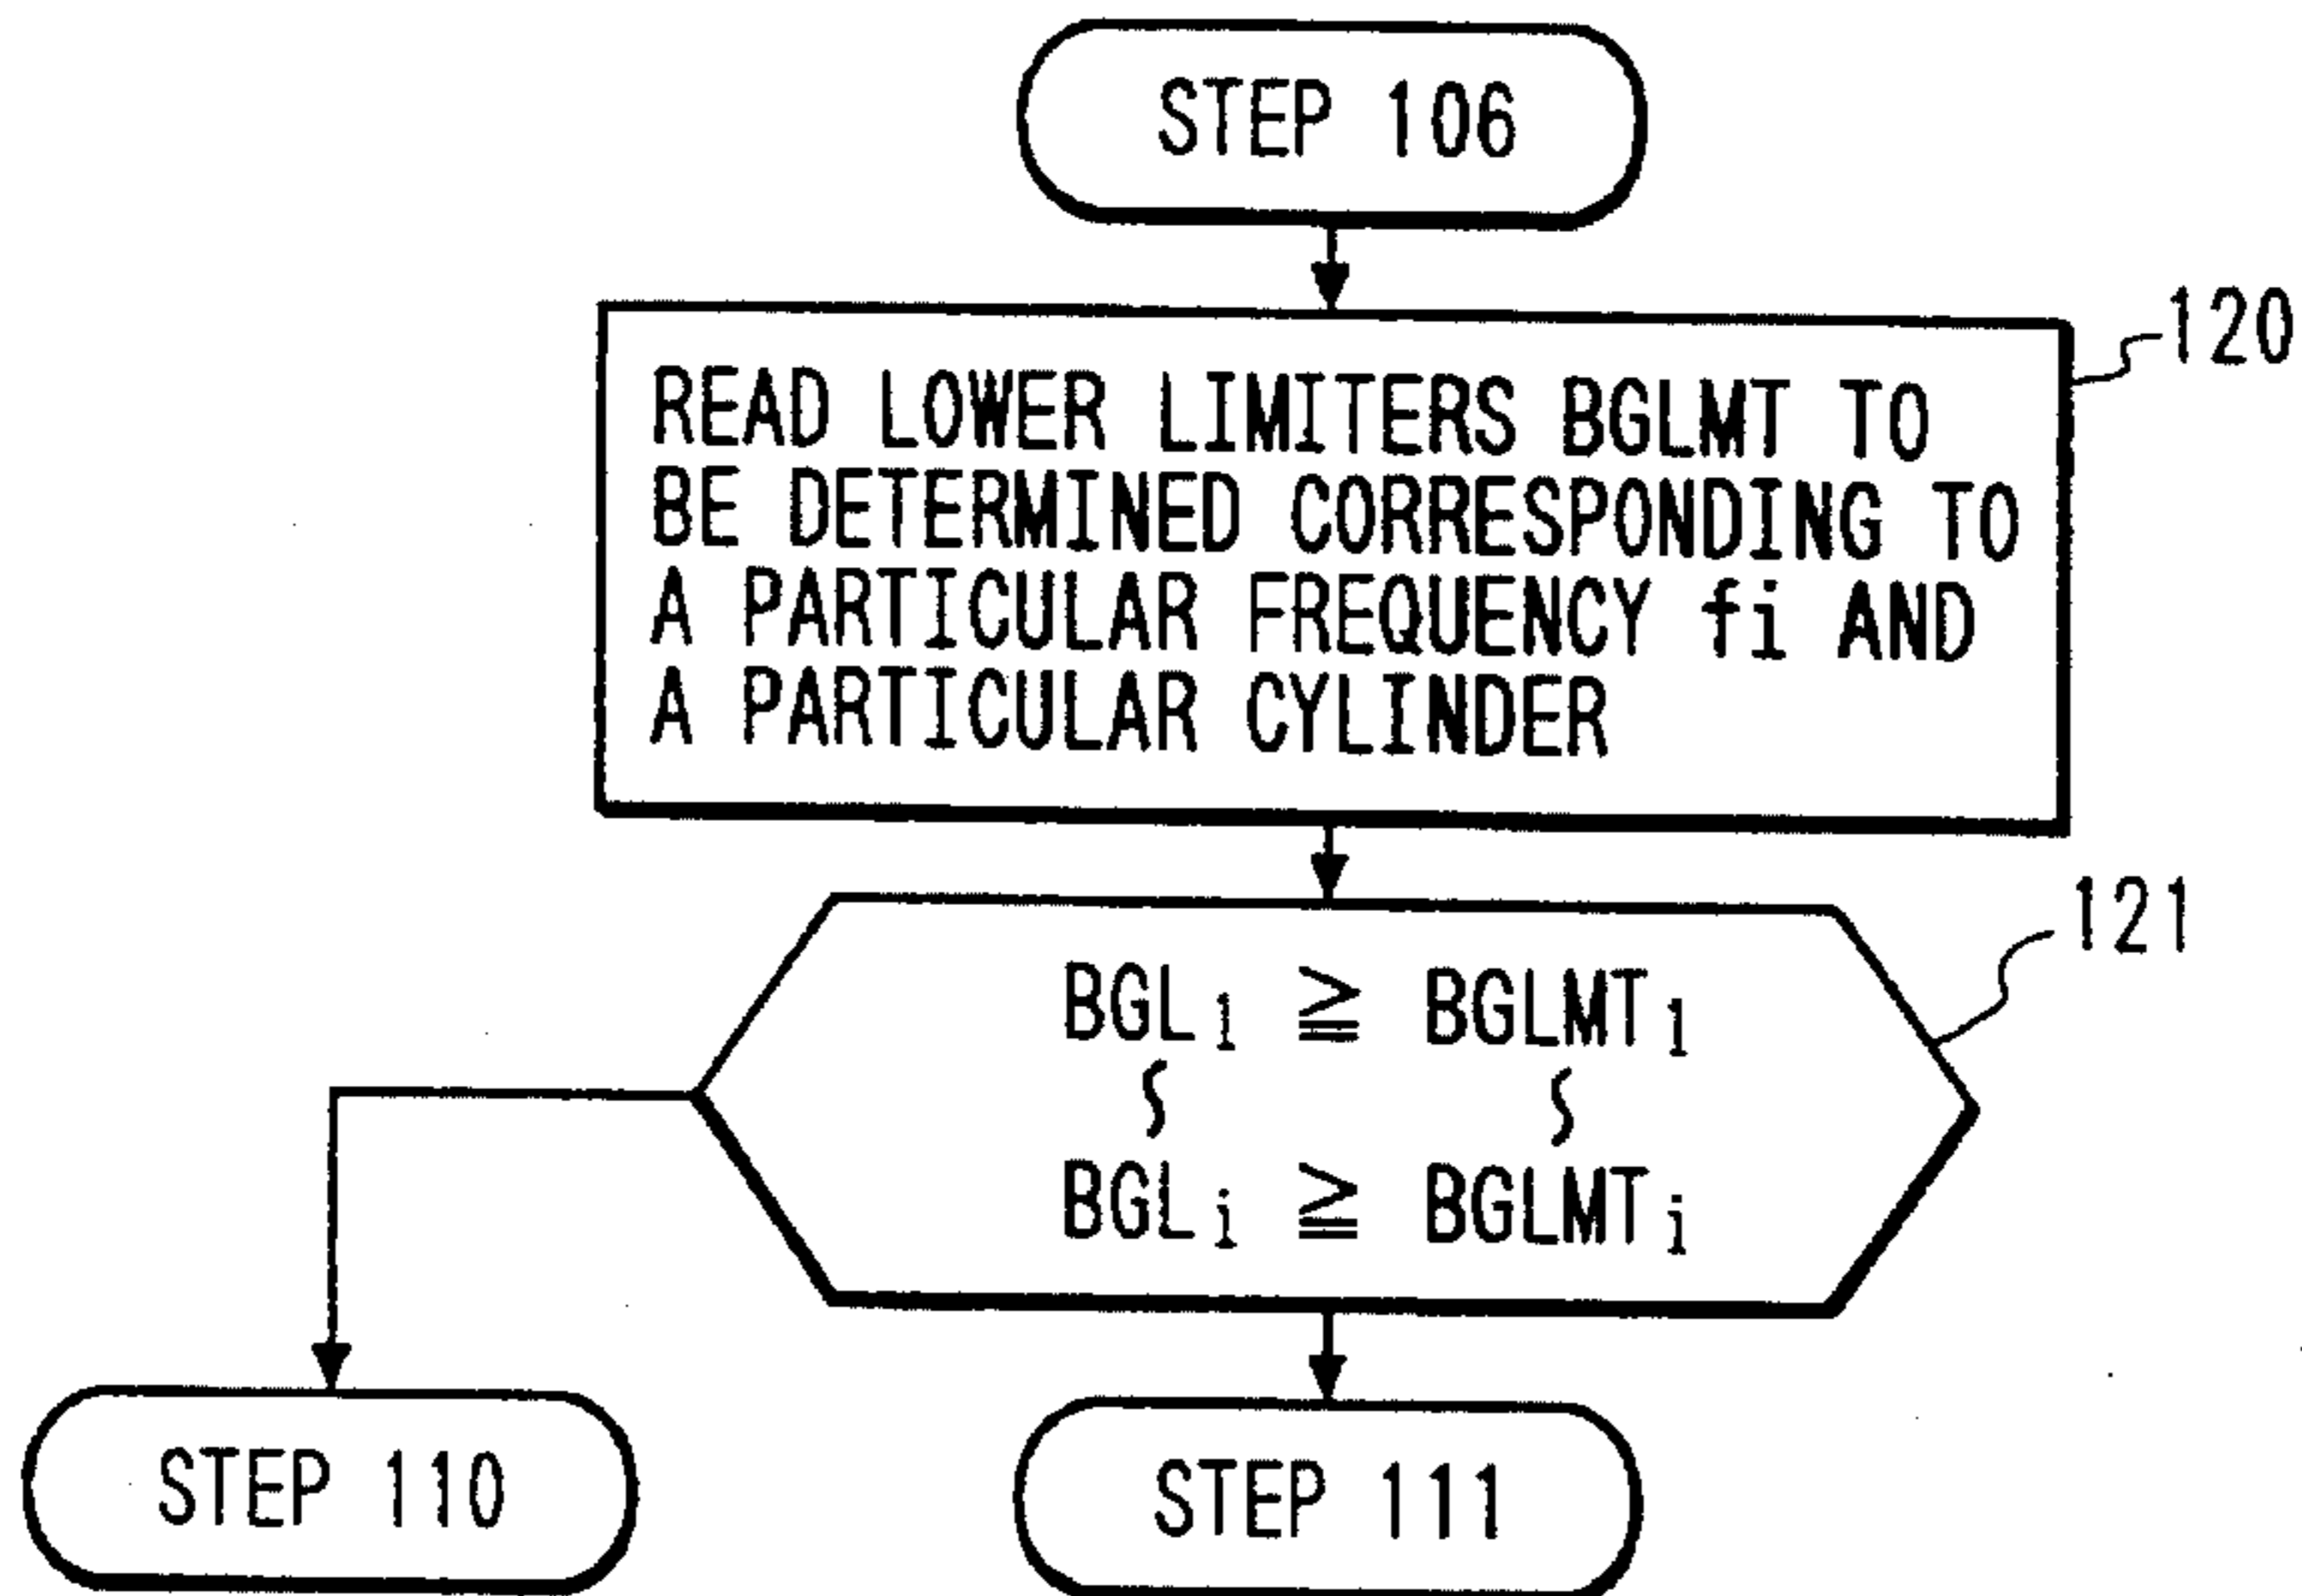 STEP 106
120
READ LOWER LIMITERS BGLMT TO
BE DETERMINED CORRESPONDING TO
A PARTICULAR FREQUENCY fi AND
A PARTICULAR CYLINDER
121
BGL₁ ≧ BGLMT₁
∫ ∫
BGLᵢ ≧ BGLMTᵢ
STEP 110
STEP 111